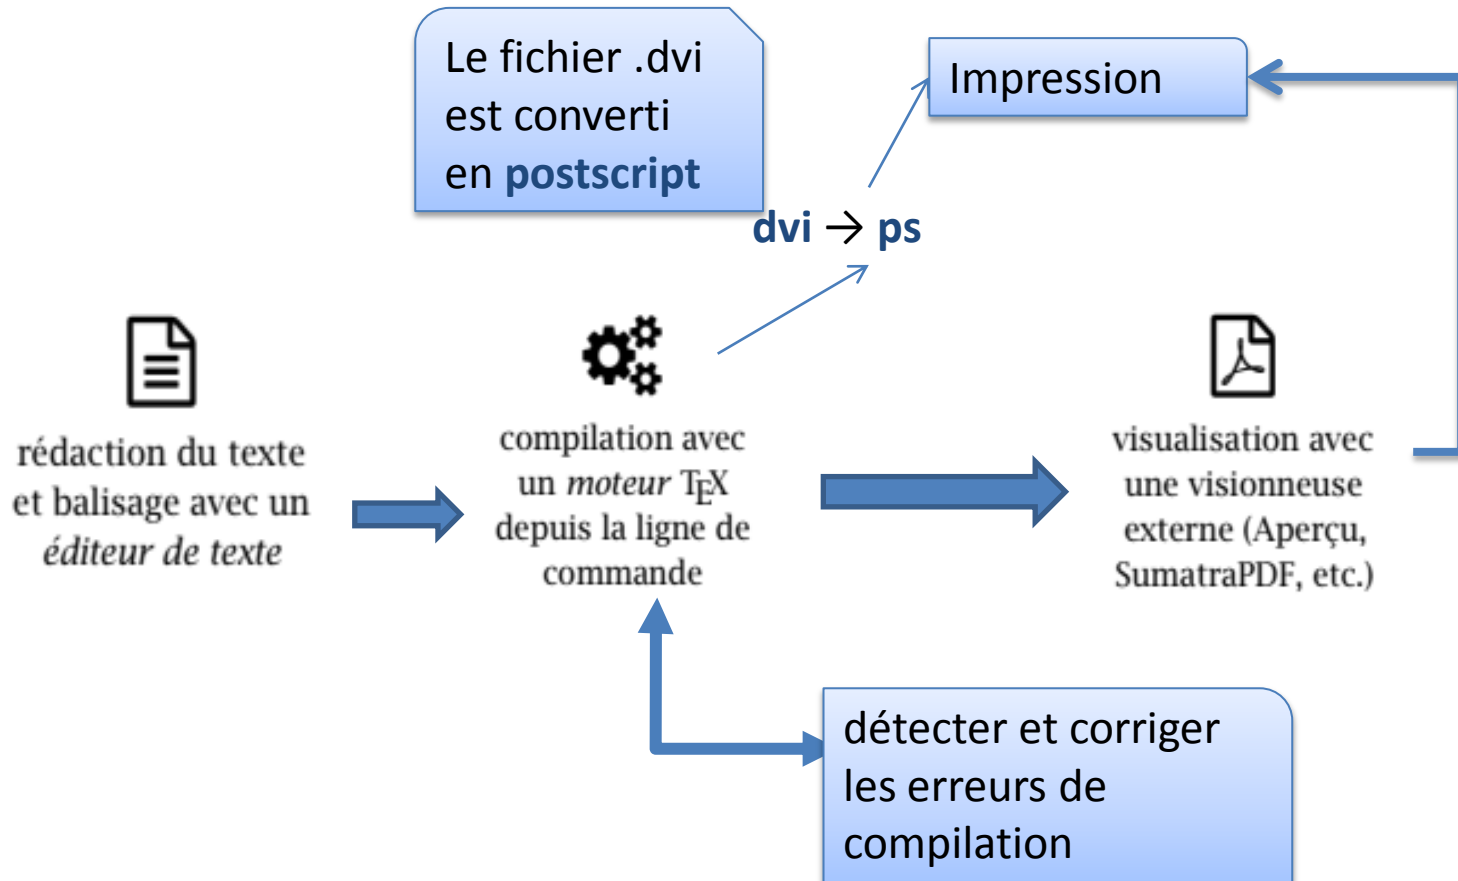 Le fichier .dvi
est converti
en postscript
Impression
dvi → ps
rédaction du texte
et balisage avec un
éditeur de texte
compilation avec
un moteur TEX
depuis la ligne de
commande
visualisation avec
une visionneuse
externe (Aperçu,
SumatraPDF, etc.)
détecter et corriger
les erreurs de
compilation